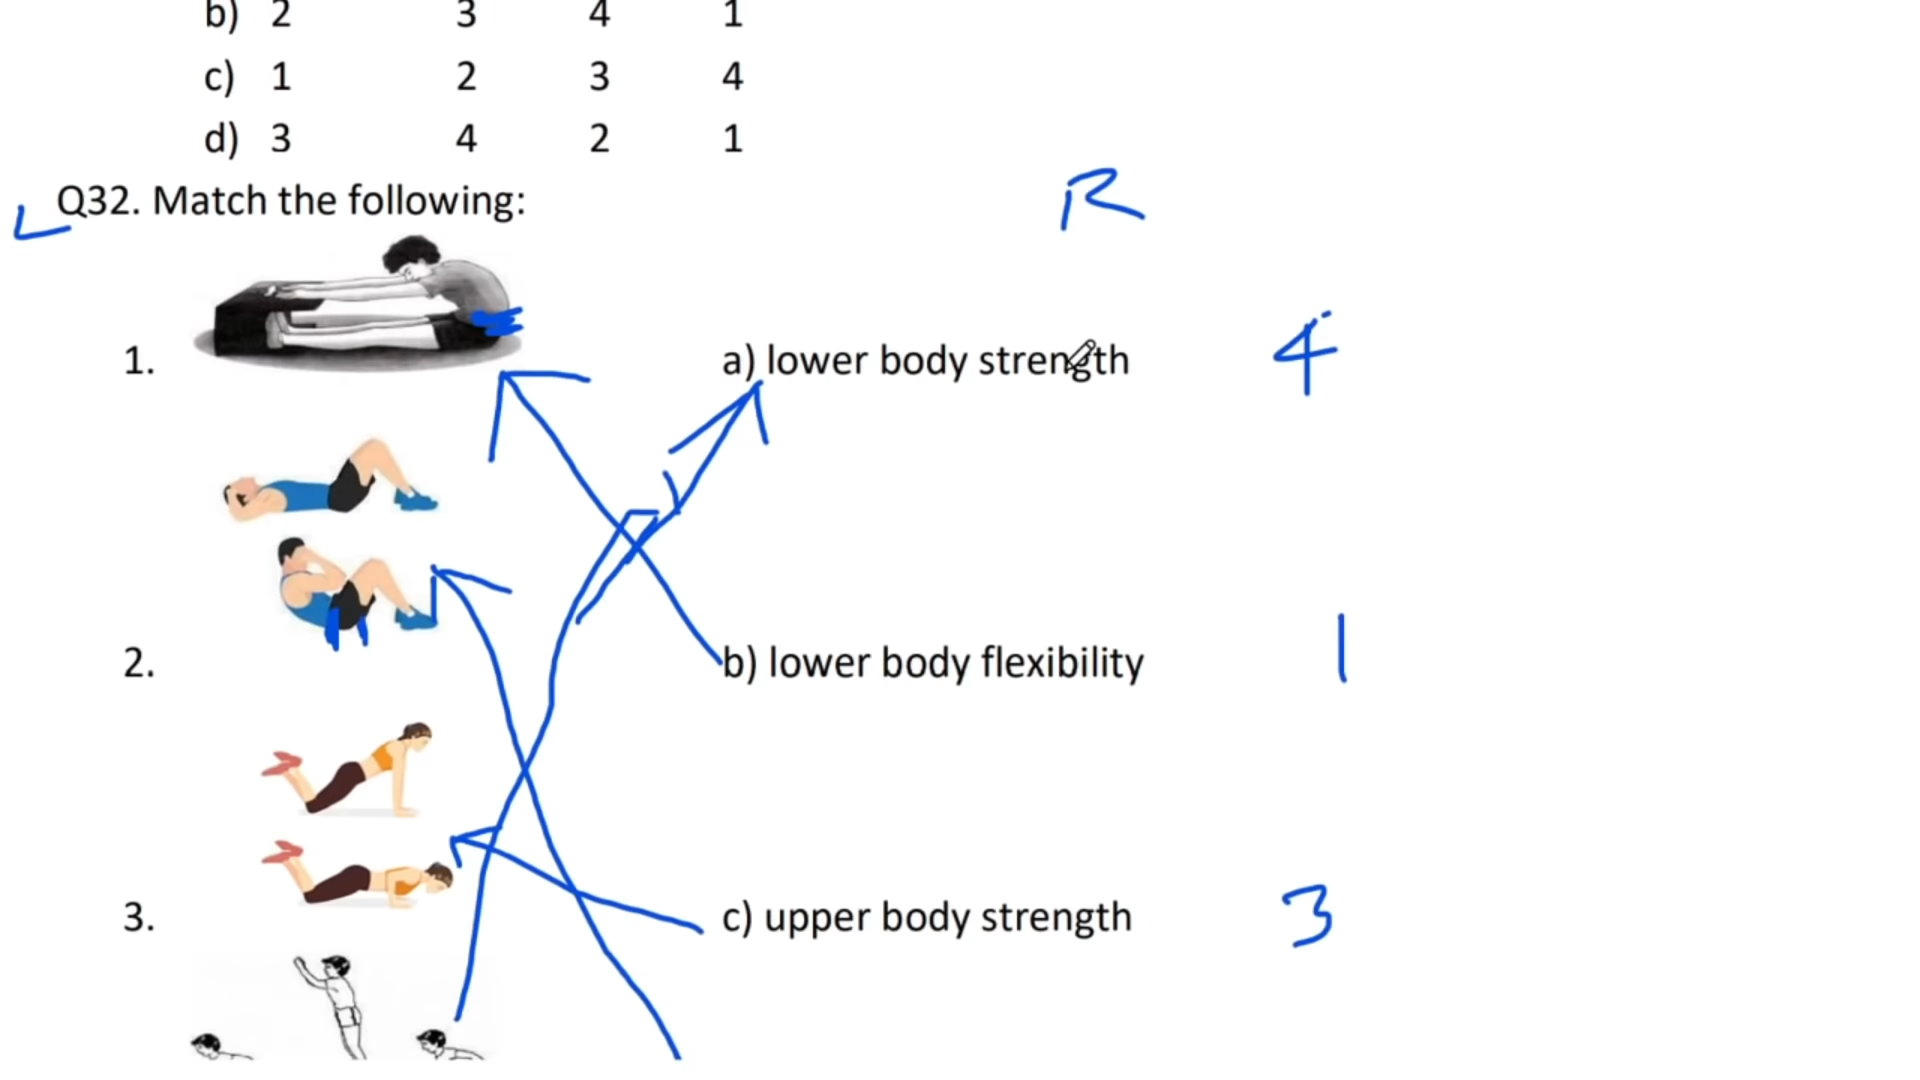 b) 2 3 4 1
c) 1 2 3 4
d) 3 4 2 1
R
Q32. Match the following:
L
1. a) lower body strength 4
2. b) lower body flexibility 1
3. c) upper body strength 3